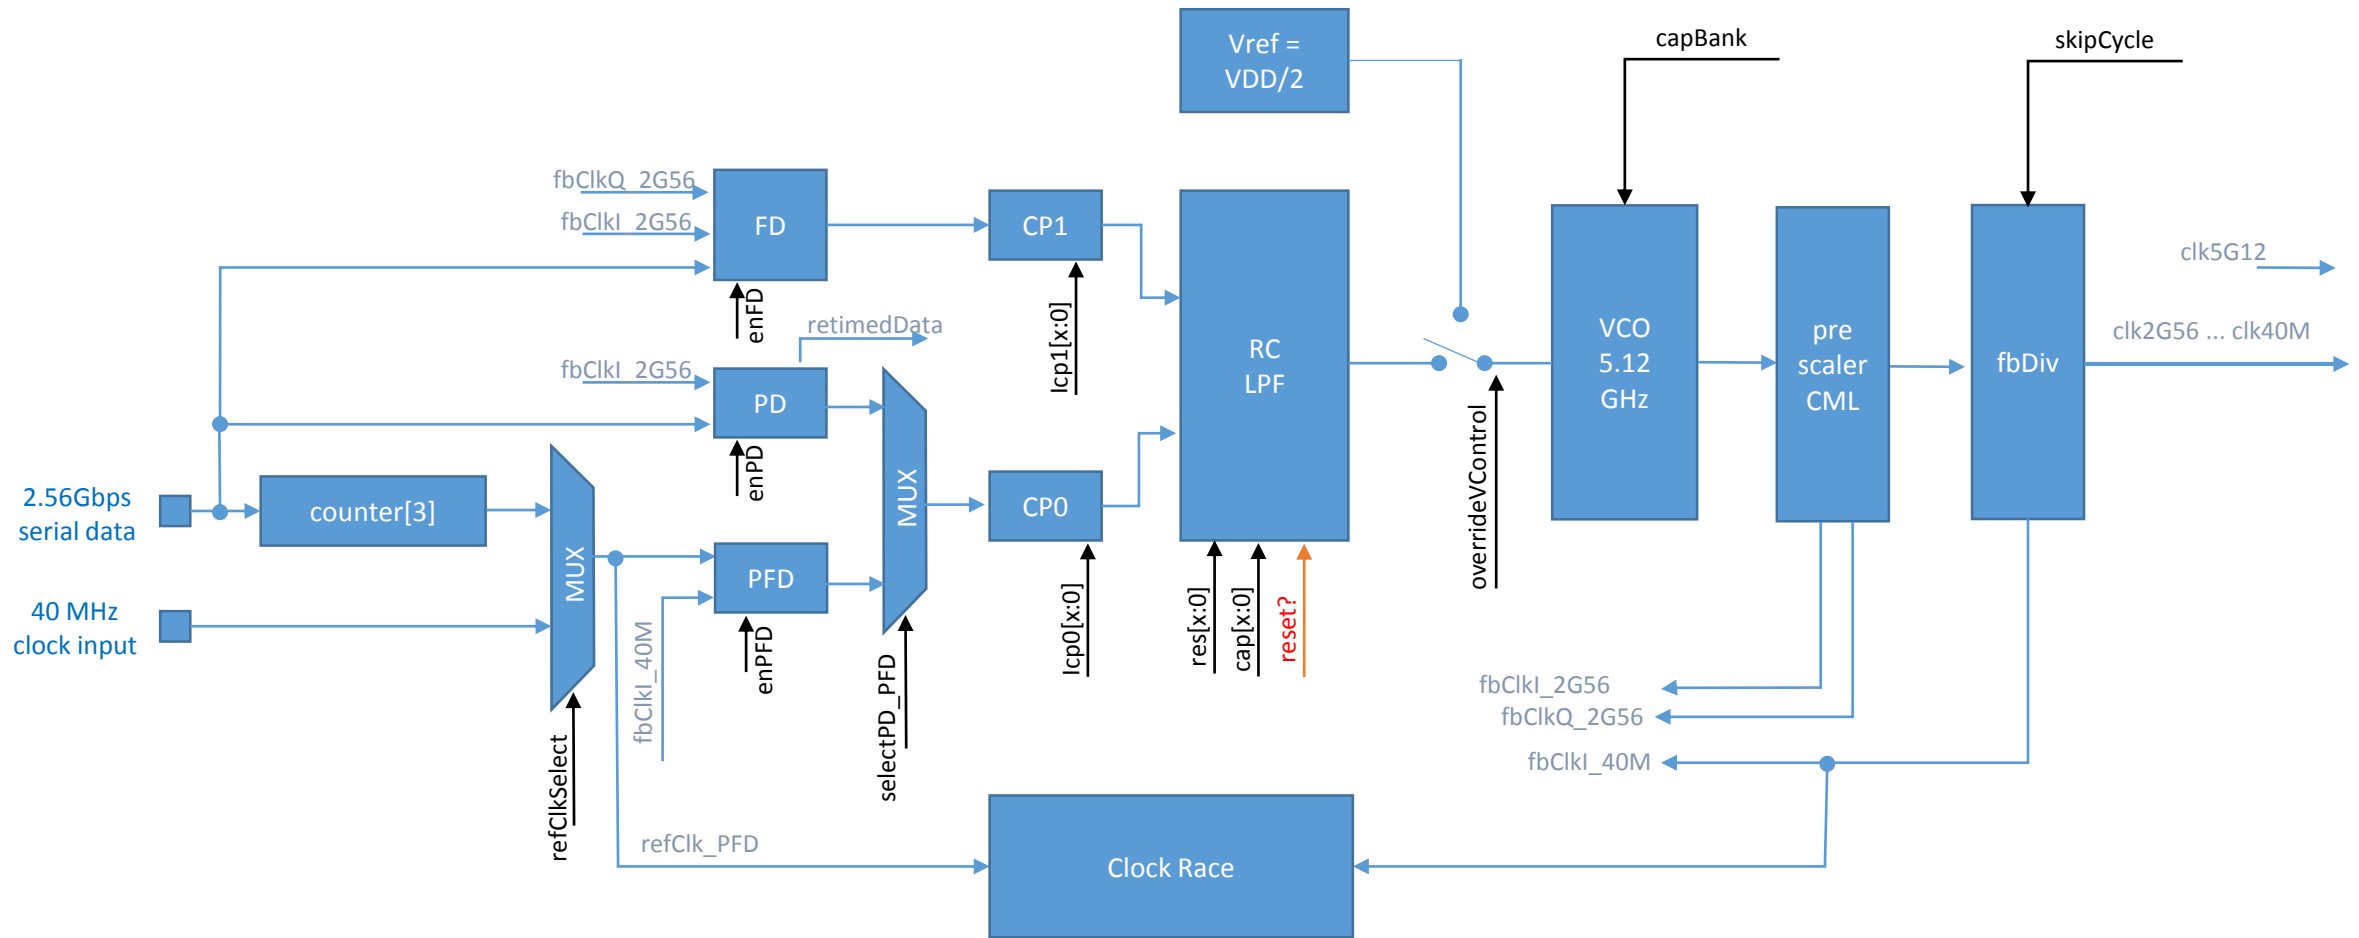 Vref =
VDD/2
capBank
skipCycle
fbClkQ_2G56
fbClkI_2G56
FD
CP1
enFD
Icp1[x:0]
retimedData
fbClkI_2G56
PD
enPD
MUX
RC
LPF
overrideVControl
VCO
5.12
GHz
pre
scaler
CML
fbDiv
clk5G12
clk2G56 ... clk40M
2.56Gbps
serial data
counter[3]
MUX
40 MHz
clock input
PFD
enPFD
fbClkI_40M
CP0
Icp0[x:0]
res[x:0]
cap[x:0]
reset?
refClkSelect
selectPD_PFD
fbClkI_2G56
fbClkQ_2G56
fbClkI_40M
refClk_PFD
Clock Race